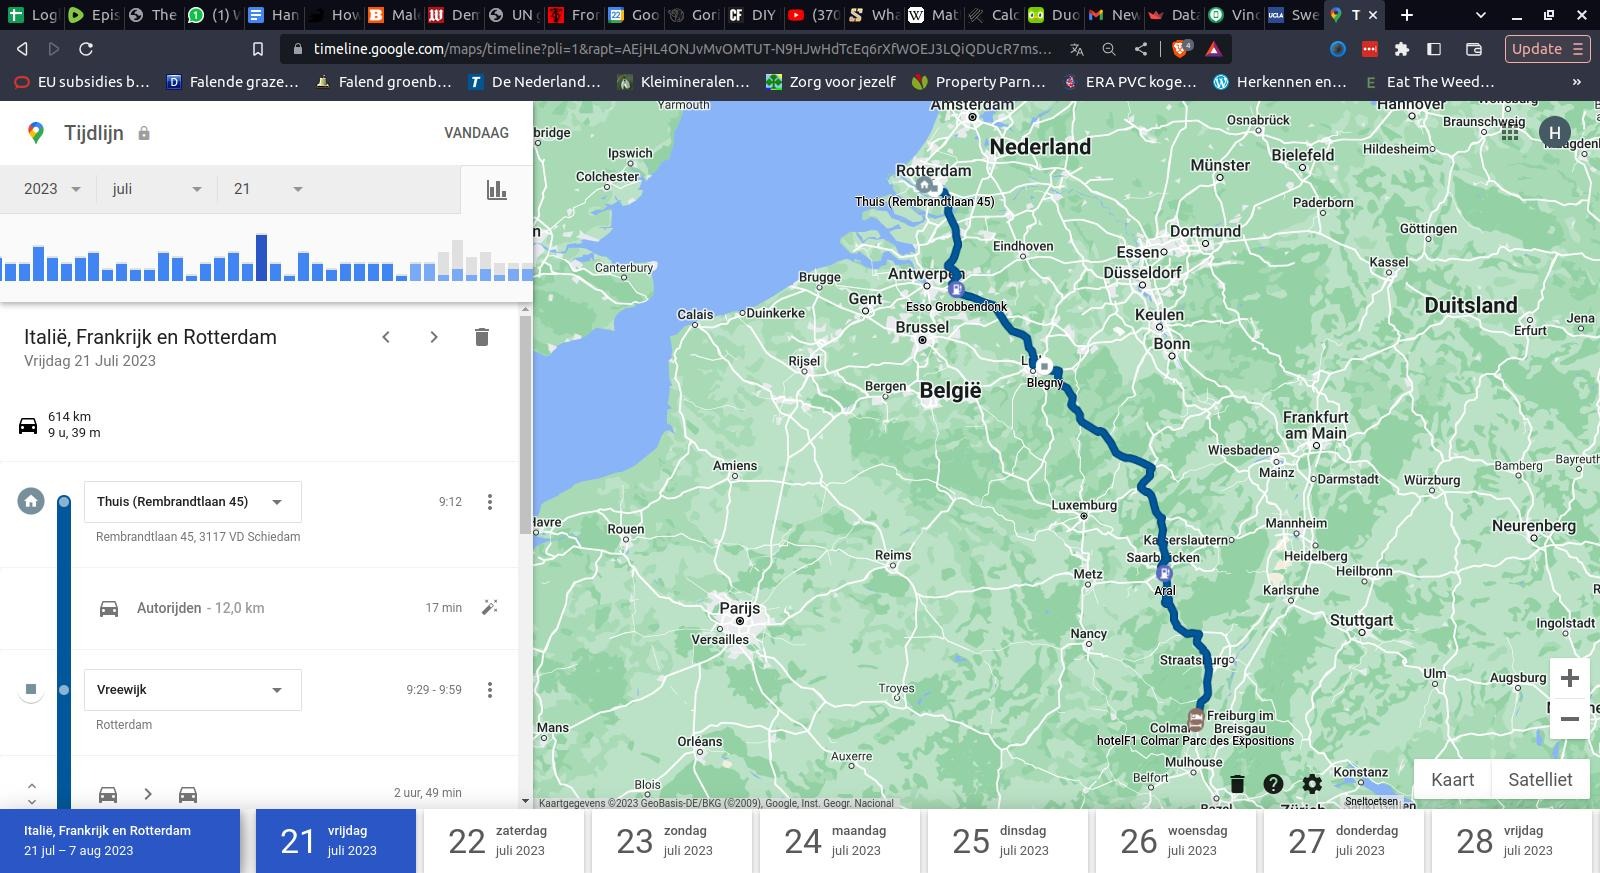 Epis
The
(1)
Han
How
Den
UN
Fror
Goo
Gori
CF DIY
(370
Wha
W Mat
Calc
Duo
New
Data
Vinc
UCLA Swe
T
timeline.google.com/maps/timeline?pli=1&rapt=AEjHL4ONJvMvOMTUT-N9HJwHdTcEq6rXfWOEJ3LQiQDUcR7ms...
4
Update
EU subsidies b...
Falende graze...
Falend groenb...
De Nederland...
Kleimineralen...
Zorg voor jezelf
Property Parn...
ERA PVC koge...
Herkennen en...
Eat The Weed...
»
Tijdlijn
VANDAAG
2023
juli
21
Italië, Frankrijk en Rotterdam
Vrijdag 21 Juli 2023
614 km
9 u, 39 m
Thuis (Rembrandtlaan 45)
9:12
Rembrandtlaan 45, 3117 VD Schiedam
Autorijden - 12,0 km
17 min
Vreewijk
9:29 - 9:59
Rotterdam
2 uur, 49 min
Yarmouth
Amsterdam
Hannover
Wolfsburg
bridge
Osnabrück
Braunschweig
H
Nederland
Ipswich
Münster
Bielefeld
Hildesheim
Colchester
Rotterdam
Thuis (Rembrandtlaan 45)
Paderborn
Dortmund
Göttingen
Essen
Eindhoven
Canterbury
Antwerpen
Düsseldorf
Kassel
Brugge
Gent
Esso Grobbendonk
Duitsland
Calais
Duinkerke
Keulen
Jena
Brussel
Erfurt
Bonn
Rijsel
Blegny
Bergen
België
Frankfurt
am Main
Wiesbaden
Amiens
Mainz
Bamberg
Bayreuth
Darmstadt
Würzburg
Luxemburg
Havre
Rouen
Mannheim
Neurenberg
Kaiserslautern
Reims
Saarbrücken
Heidelberg
Metz
Heilbronn
Aral
Karlsruhe
Parijs
Stuttgart
Ingolstadt
Versailles
Nancy
Straatsburg
Ulm
Augsburg
Troyes
Mans
Colmar
Freiburg im
Breisgau
Orléans
hotelF1 Colmar Parc des Expositions
Auxerre
Mulhouse
Belfort
Konstanz
Blois
Kaart
Satelliet
Kaartgegevens ©2023 GeoBasis-DE/BKG (©2009), Google, Inst. Geogr. Nacional
Sneltoetsen
Italië, Frankrijk en Rotterdam
21 jul – 7 aug 2023
21 vrijdag juli 2023
22 zaterdag juli 2023
23 zondag juli 2023
24 maandag juli 2023
25 dinsdag juli 2023
26 woensdag juli 2023
27 donderdag juli 2023
28 vrijdag juli 2023